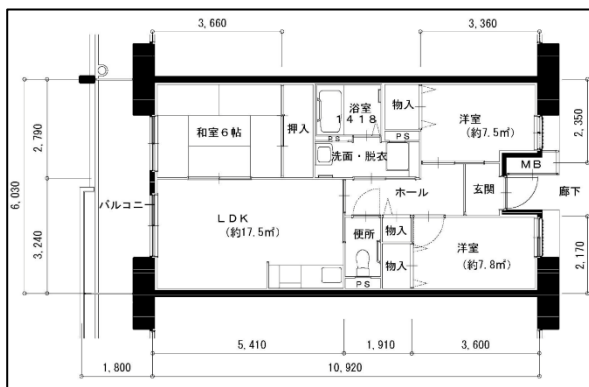 3,660
3,360
浴室
1418
物入
洋室
(約7.5㎡)
和室6帖
押入
PS
PS
洗面・脱衣
2,790
2,350
6,030
MB
ホール
玄関
廊下
バルコニー
LDK
(約17.5㎡)
便所
物入
洋室
(約7.8㎡)
物入
PS
3,240
2,170
5,410
1,910
3,600
1,800
10,920